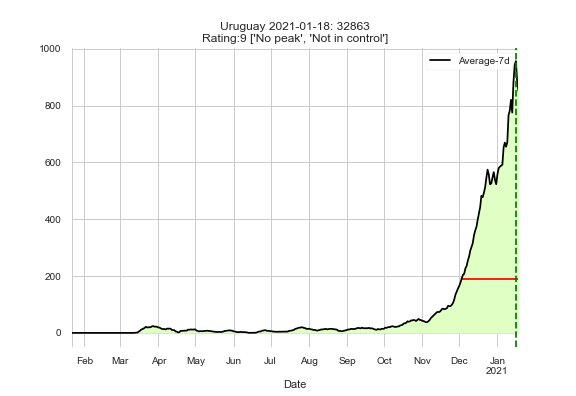 Uruguay 2021-01-18: 32863
Rating:9 ['No peak', 'Not in control']
1000
Average-7d
800
600
400
200
0
Feb Mar Apr May Jun Jul Aug Sep Oct Nov Dec Jan
2021
Date